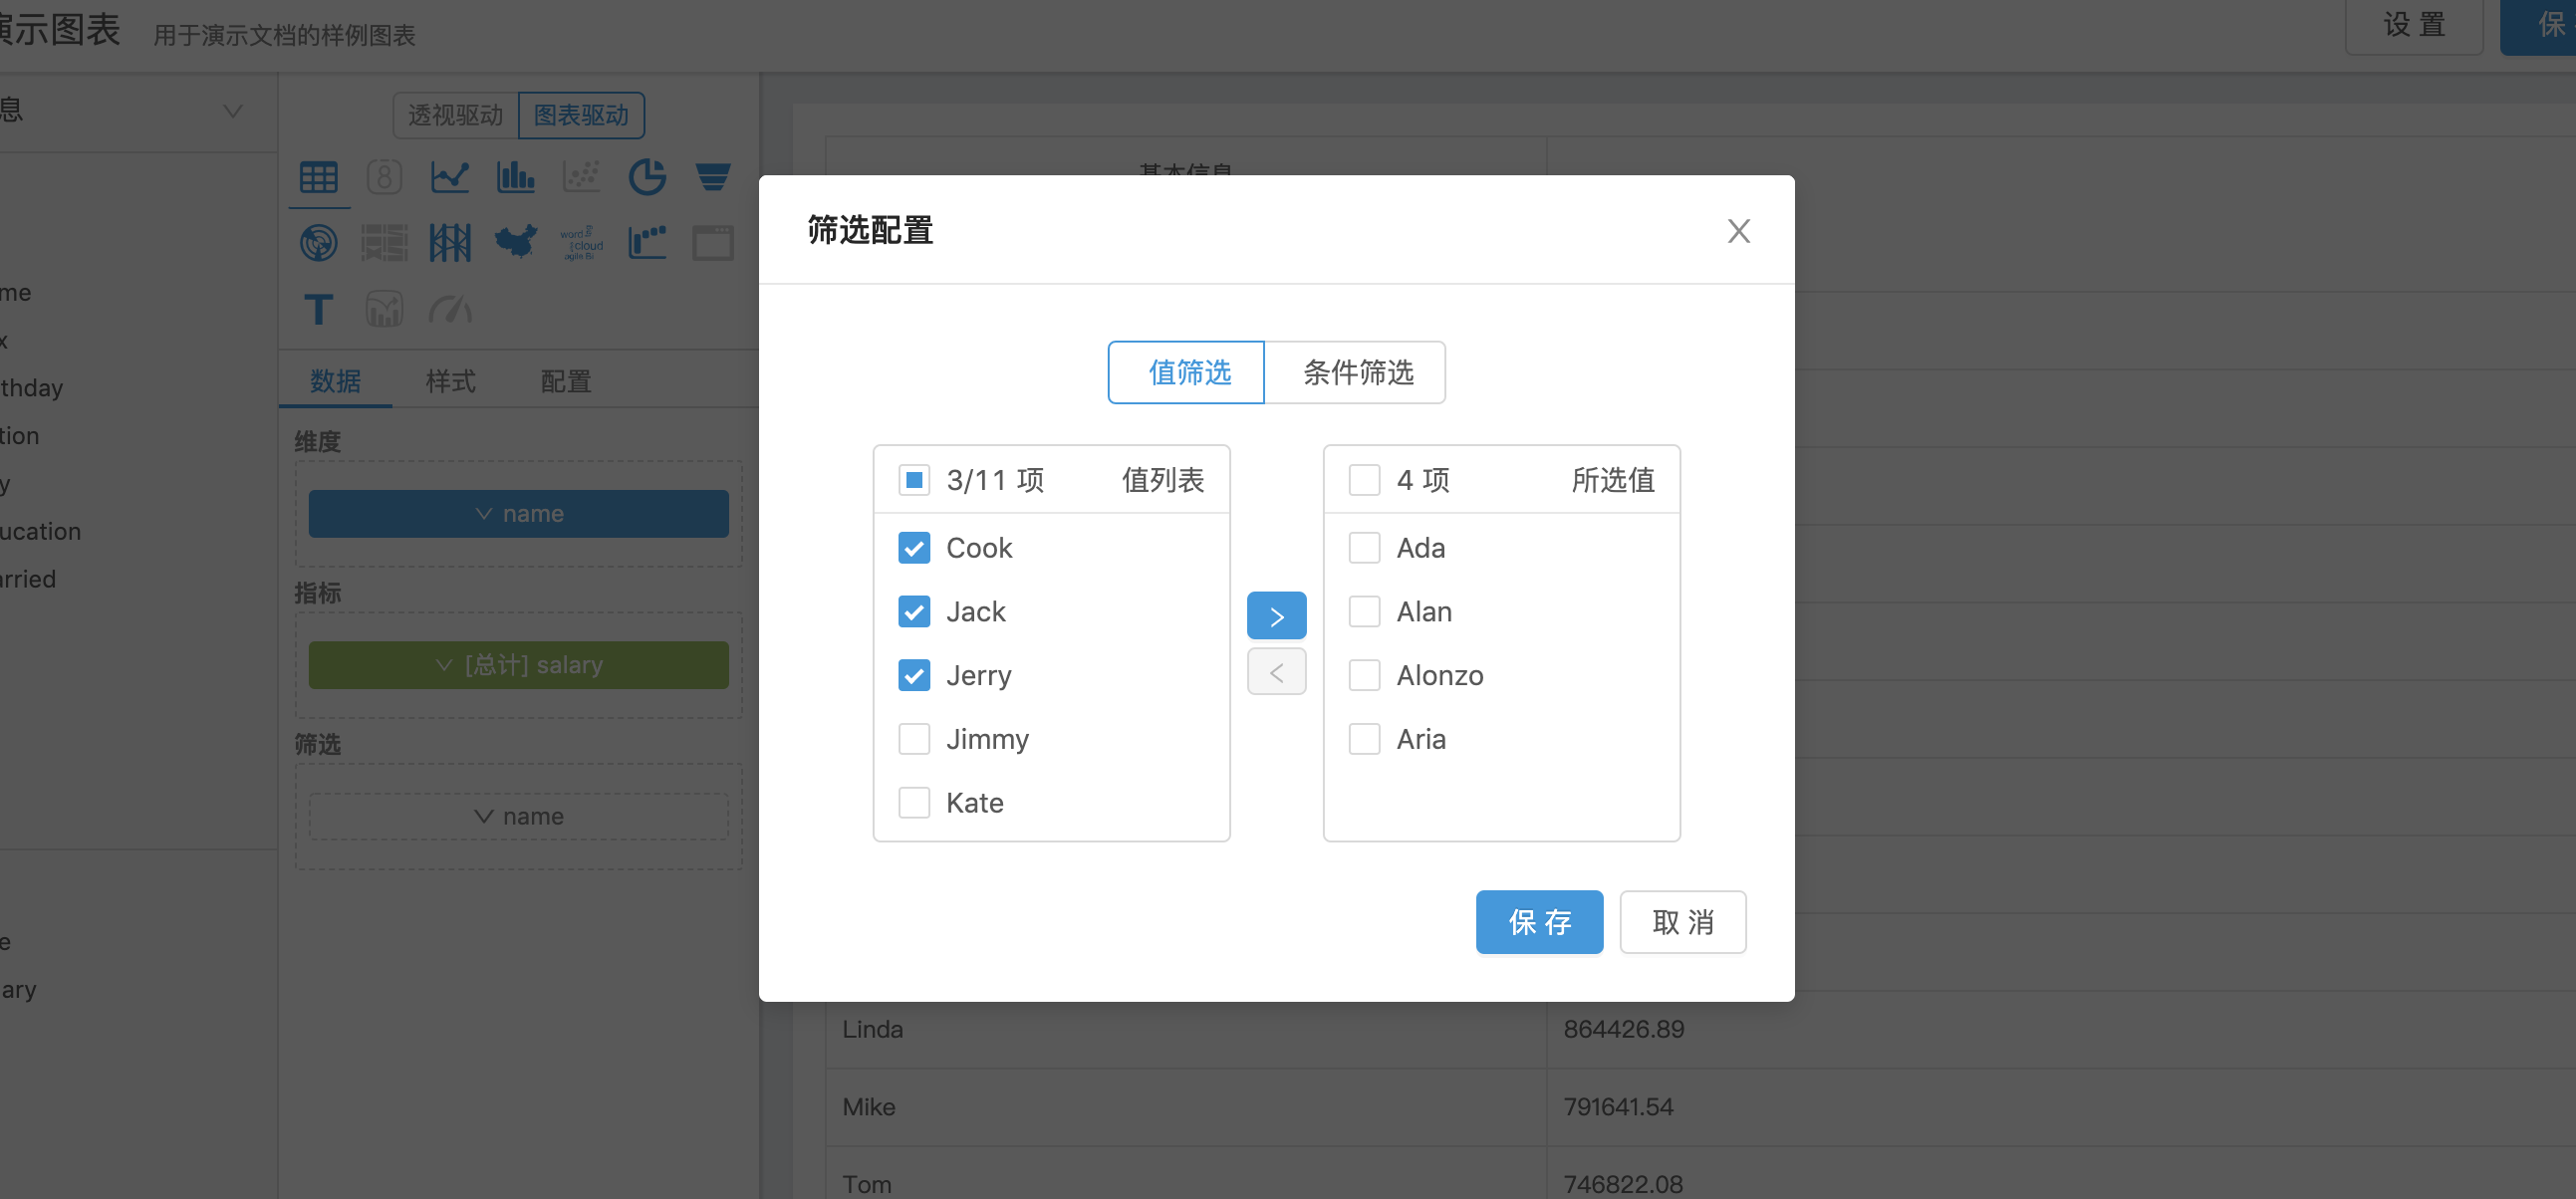 演示图表 用于演示文档的样例图表
设 置 保
息
透视驱动 图表驱动
8
word cloud agile BI
数据 样式 配置
me
x
thday
tion
y
ucation
arried
e
ary
维度
name
指标
[总计] salary
筛选
name
基本信息
筛选配置
值筛选 条件筛选
3/11 项 值列表
Cook
Jack
Jerry
Jimmy
Kate
4 项 所选值
Ada
Alan
Alonzo
Aria
保 存 取 消
Linda 864426.89
Mike 791641.54
Tom 746822.08